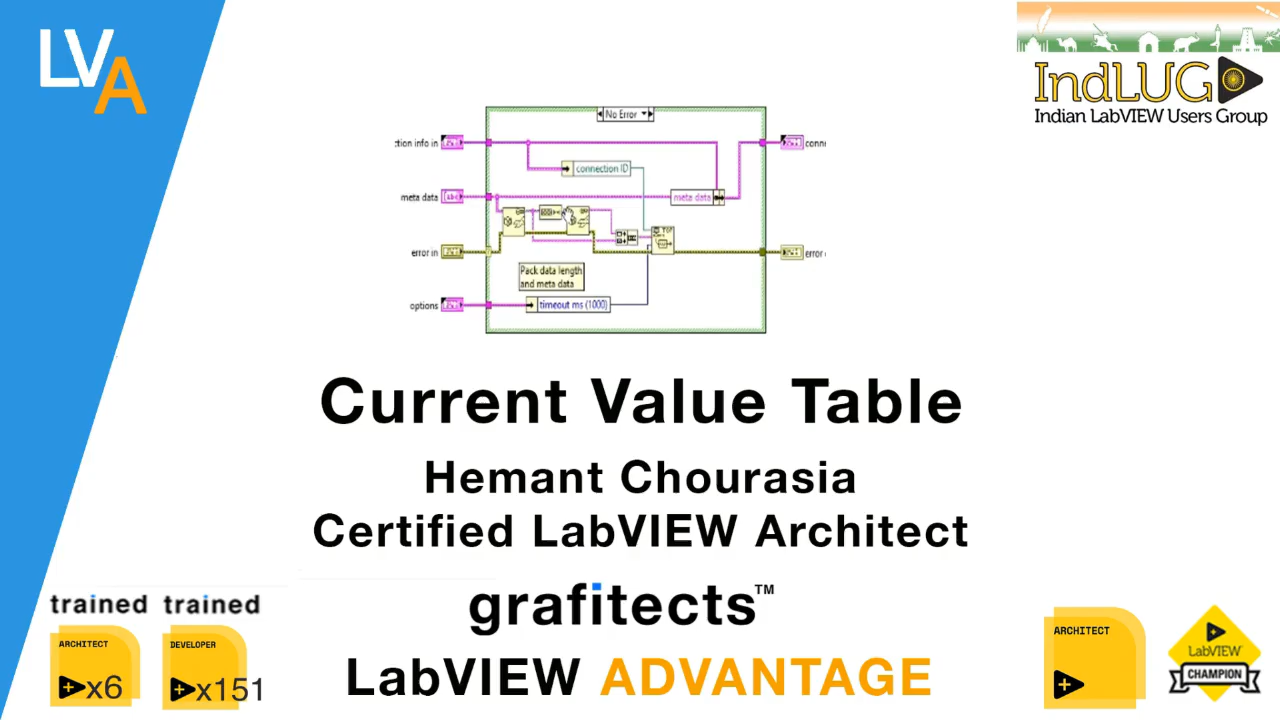 LVA
IndLUG
Indian LabVIEW Users Group
No Error
ction info in
connection ID
meta data
meta data
error in
error
Pack data length
and meta data
options
timeout ms (1000)
Current Value Table
Hemant Chourasia
Certified LabVIEW Architect
grafitects™
LabVIEW ADVANTAGE
trained trained
ARCHITECT
x6
DEVELOPER
x151
ARCHITECT
LabVIEW
CHAMPION